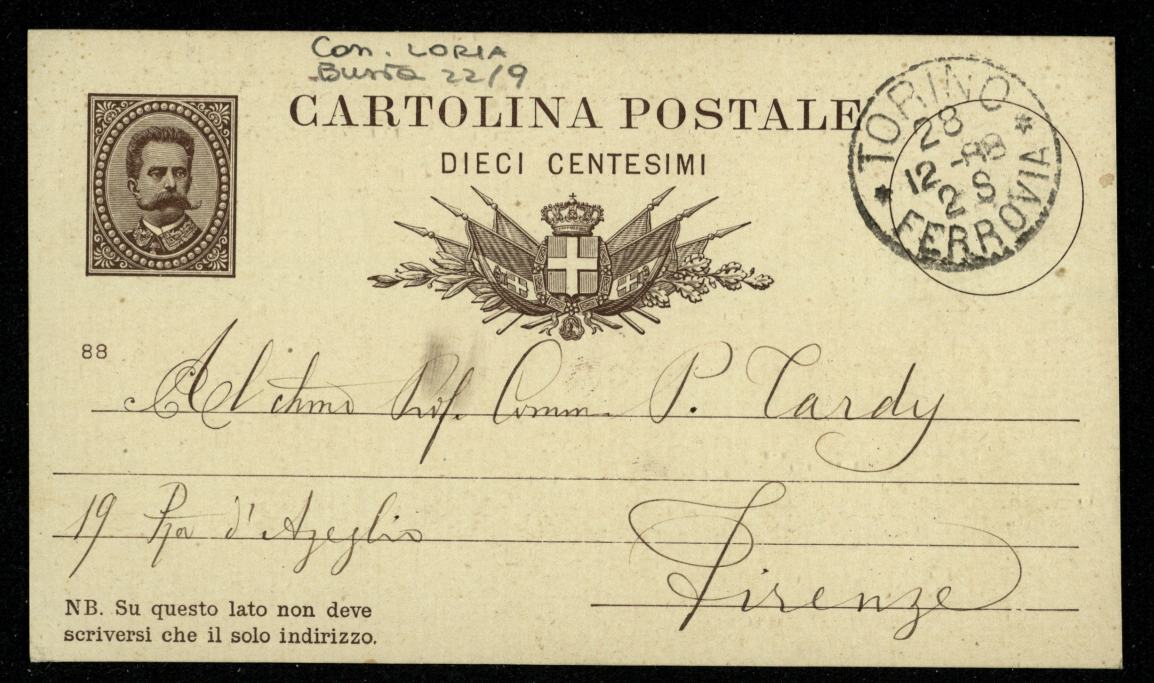 Con. LORIA
Busta 22/9
CARTOLINA POSTALE
DIECI CENTESIMI
TORINO
28
12 -88
2 S
FERROVIA
88
Al chmo Prof. Comm. P. Tardy
19 Pza d'Azeglio
Firenze
NB. Su questo lato non deve
scriversi che il solo indirizzo.